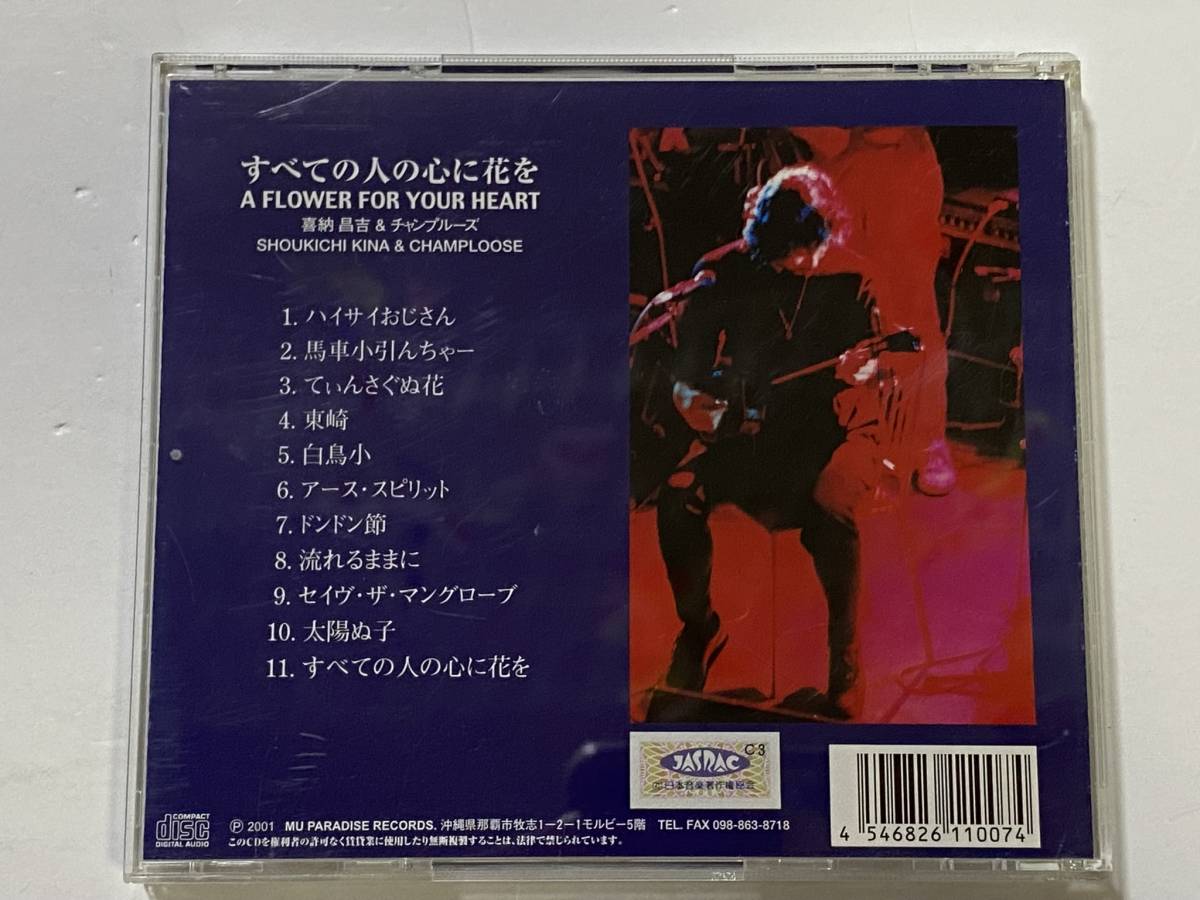 すべての人の心に花を
A FLOWER FOR YOUR HEART
喜納 昌吉 & チャンプルーズ
SHOUKICHI KINA & CHAMPLOOSE
1. ハイサイおじさん
2. 馬車小引んちゃー
3. てぃんさぐぬ花
4. 東崎
5. 白鳥小
6. アース・スピリット
7. ドンドン節
8. 流れるままに
9. セイヴ・ザ・マングローブ
10. 太陽ぬ子
11. すべての人の心に花を
C3
JASRAC
日本音楽著作権協会
COMPACT
disc
DIGITAL AUDIO
Ⓟ 2001 MU PARADISE RECORDS. 沖縄県那覇市牧志1−2−1モルビー5階 TEL. FAX 098-863-8718
このCDを権利者の許可なく賃貸業に使用したり無断複製することは、法律で禁じられています。
4 546826 110074